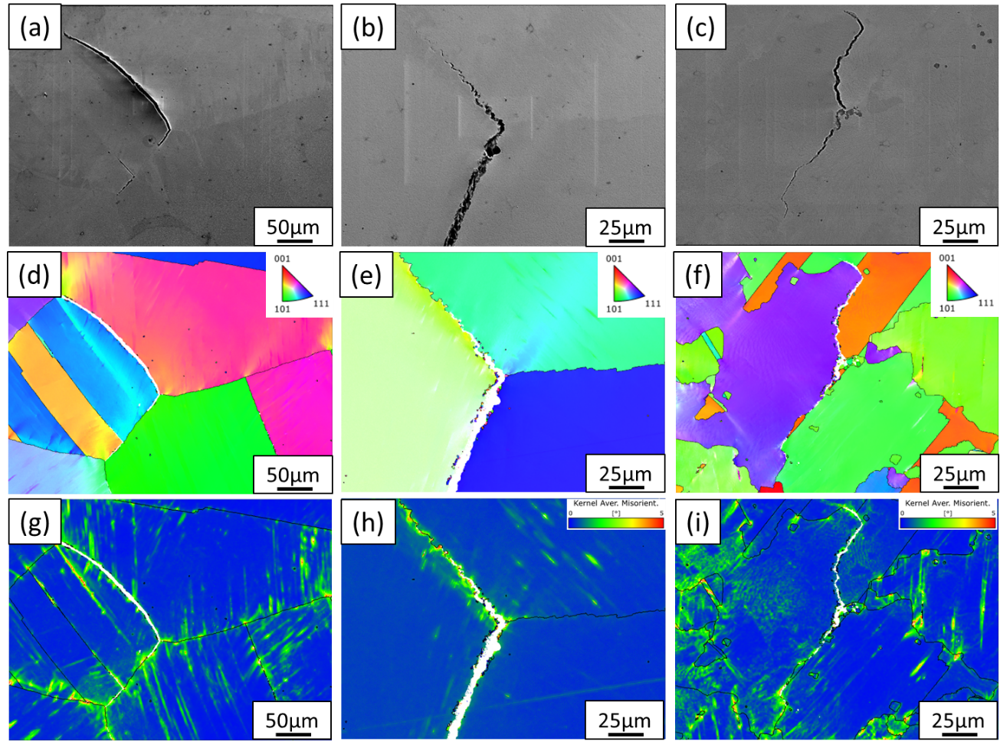 (a)
50μm
(b)
25μm
(c)
25μm
(d)
001
101
111
50μm
(e)
001
101
111
25μm
(f)
001
101
111
25μm
(g)
50μm
(h)
Kernel Aver. Misorient.
0 [°] 5
25μm
(i)
Kernel Aver. Misorient.
0 [°] 5
25μm